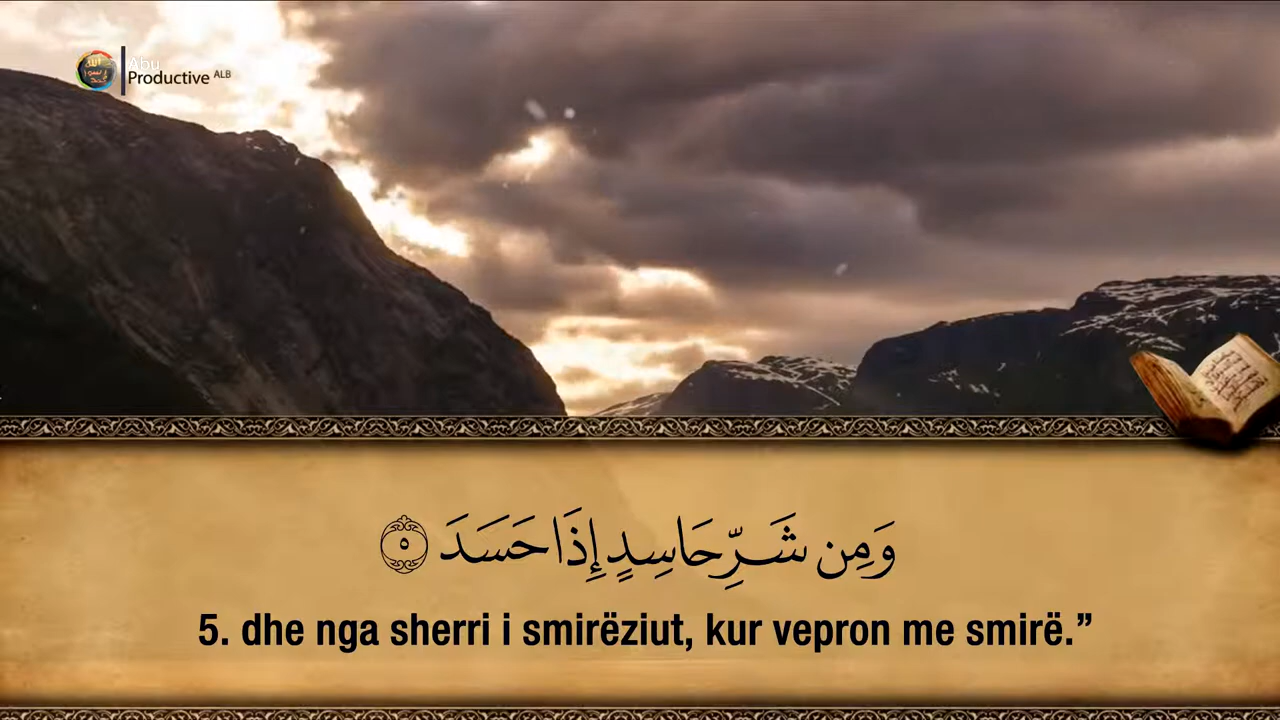 Abu
Productive ALB
وَمِن شَرِّ حَاسِدٍ إِذَا حَسَدَ ٥
5. dhe nga sherri i smirëziut, kur vepron me smirë.”